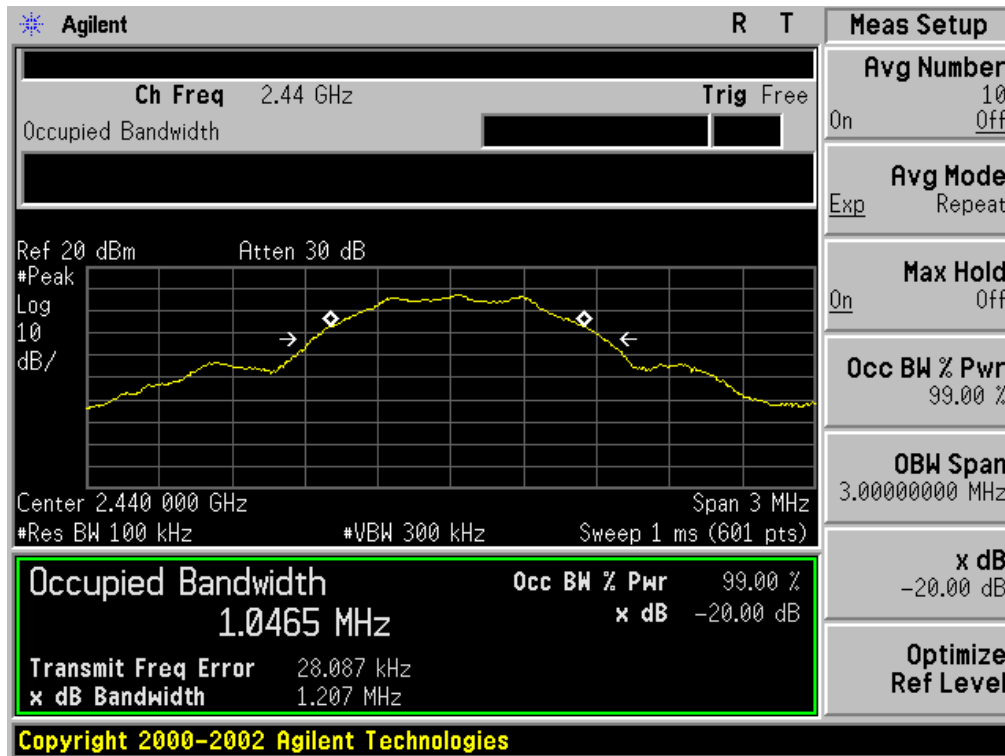 Agilent R T
Ch Freq 2.44 GHz Trig Free
Occupied Bandwidth
Ref 20 dBm Atten 30 dB
#Peak
Log
10
dB/
Center 2.440 000 GHz Span 3 MHz
#Res BW 100 kHz #VBW 300 kHz Sweep 1 ms (601 pts)
Occupied Bandwidth
1.0465 MHz
Occ BW % Pwr 99.00 %
x dB -20.00 dB
Transmit Freq Error 28.087 kHz
x dB Bandwidth 1.207 MHz
Copyright 2000-2002 Agilent Technologies
Meas Setup
Avg Number
10
On Off
Avg Mode
Exp Repeat
Max Hold
On Off
Occ BW % Pwr
99.00 %
OBW Span
3.00000000 MHz
x dB
-20.00 dB
Optimize
Ref Level